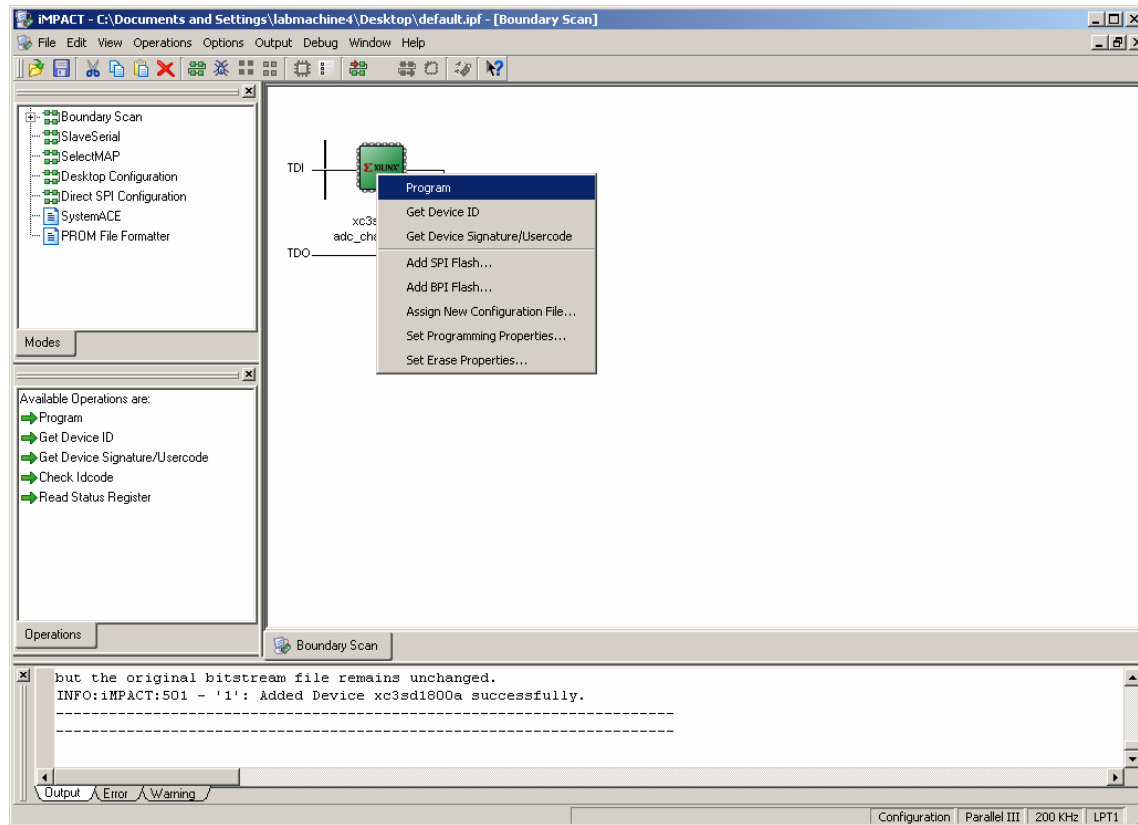 iMPACT - C:\Documents and Settings\labmachine4\Desktop\default.ipf - [Boundary Scan]
File Edit View Operations Options Output Debug Window Help
Boundary Scan
SlaveSerial
SelectMAP
Desktop Configuration
Direct SPI Configuration
SystemACE
PROM File Formatter
Modes
Available Operations are:
Program
Get Device ID
Get Device Signature/Usercode
Check Idcode
Read Status Register
Operations
TDI
XILINX
xc3s
adc_cha
TDO
Program
Get Device ID
Get Device Signature/Usercode
Add SPI Flash...
Add BPI Flash...
Assign New Configuration File...
Set Programming Properties...
Set Erase Properties...
Boundary Scan
but the original bitstream file remains unchanged.
INFO:iMPACT:501 - '1': Added Device xc3sd1800a successfully.
----------------------------------------------------------------------
----------------------------------------------------------------------
Output Error Warning
Configuration Parallel III 200 KHz LPT1